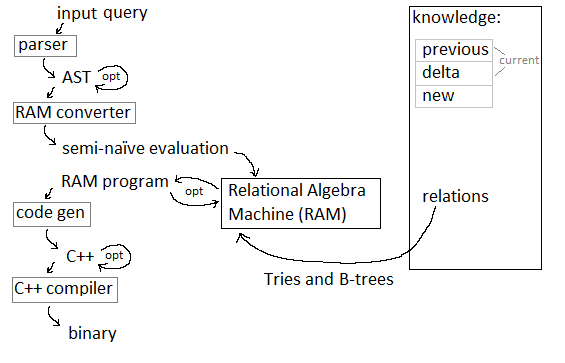 input query
parser
AST opt
RAM converter
semi-naïve evaluation
RAM program
opt
Relational Algebra
Machine (RAM)
code gen
C++ opt
C++ compiler
binary
Tries and B-trees
knowledge:
previous
current
delta
new
relations